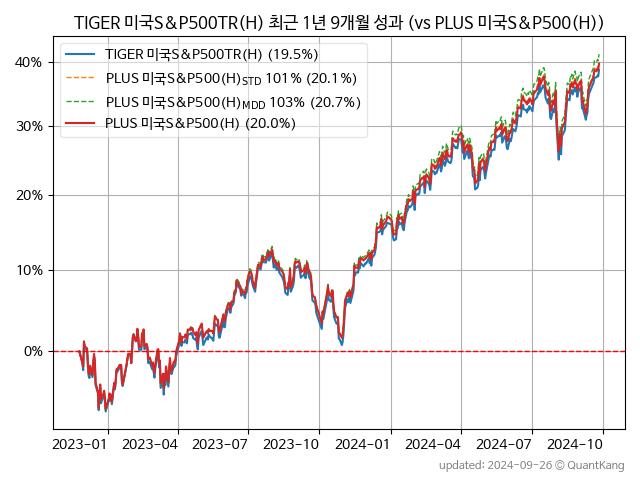 TIGER 미국S&P500TR(H) 최근 1년 9개월 성과 (vs PLUS 미국S&P500(H))
TIGER 미국S&P500TR(H) (19.5%)
PLUS 미국S&P500(H)STD 101% (20.1%)
PLUS 미국S&P500(H)MDD 103% (20.7%)
PLUS 미국S&P500(H) (20.0%)
40%
30%
20%
10%
0%
2023-01 2023-04 2023-07 2023-10 2024-01 2024-04 2024-07 2024-10
updated: 2024-09-26 © QuantKang